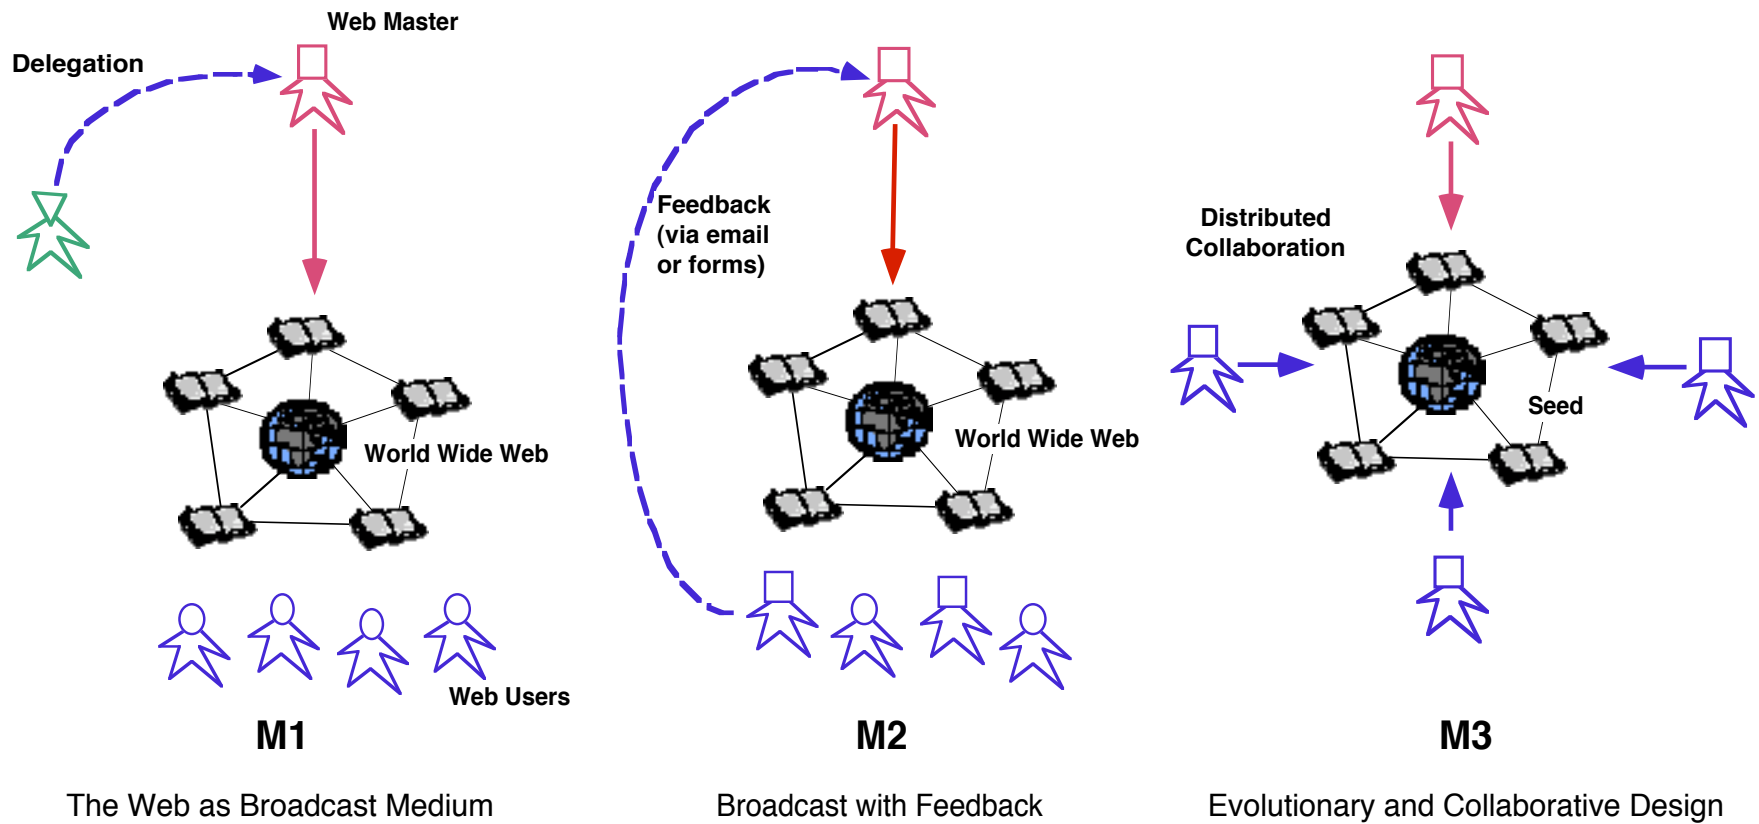 Web Master
Delegation
World Wide Web
Web Users
M1
The Web as Broadcast Medium
Feedback
(via email
or forms)
World Wide Web
M2
Broadcast with Feedback
Distributed
Collaboration
Seed
M3
Evolutionary and Collaborative Design